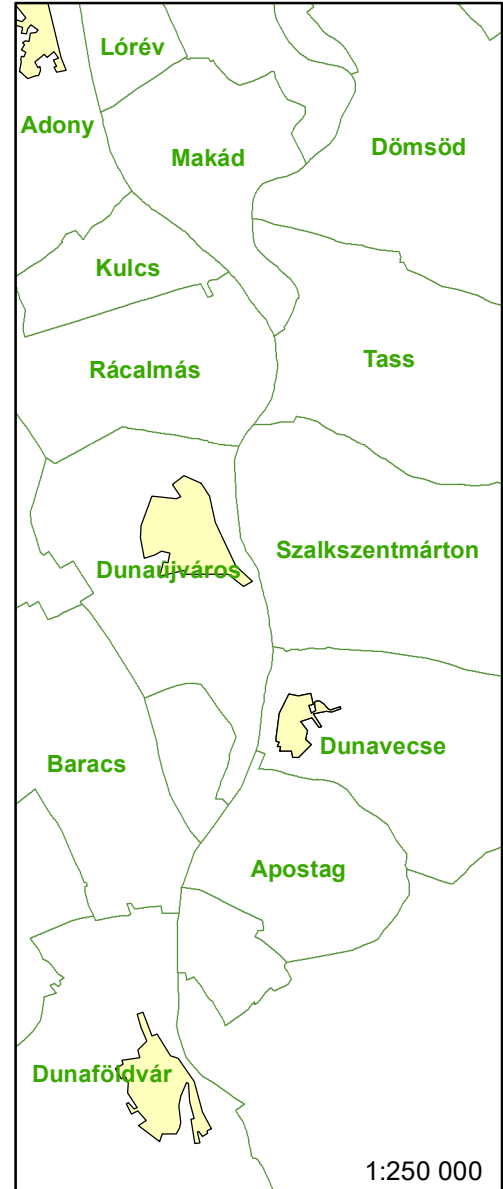 Lórév
Adony
Makád
Dömsöd
Kulcs
Rácalmás
Tass
Szalkszentmárton
Dunaújváros
Dunavecse
Baracs
Apostag
Dunaföldvár
1:250 000